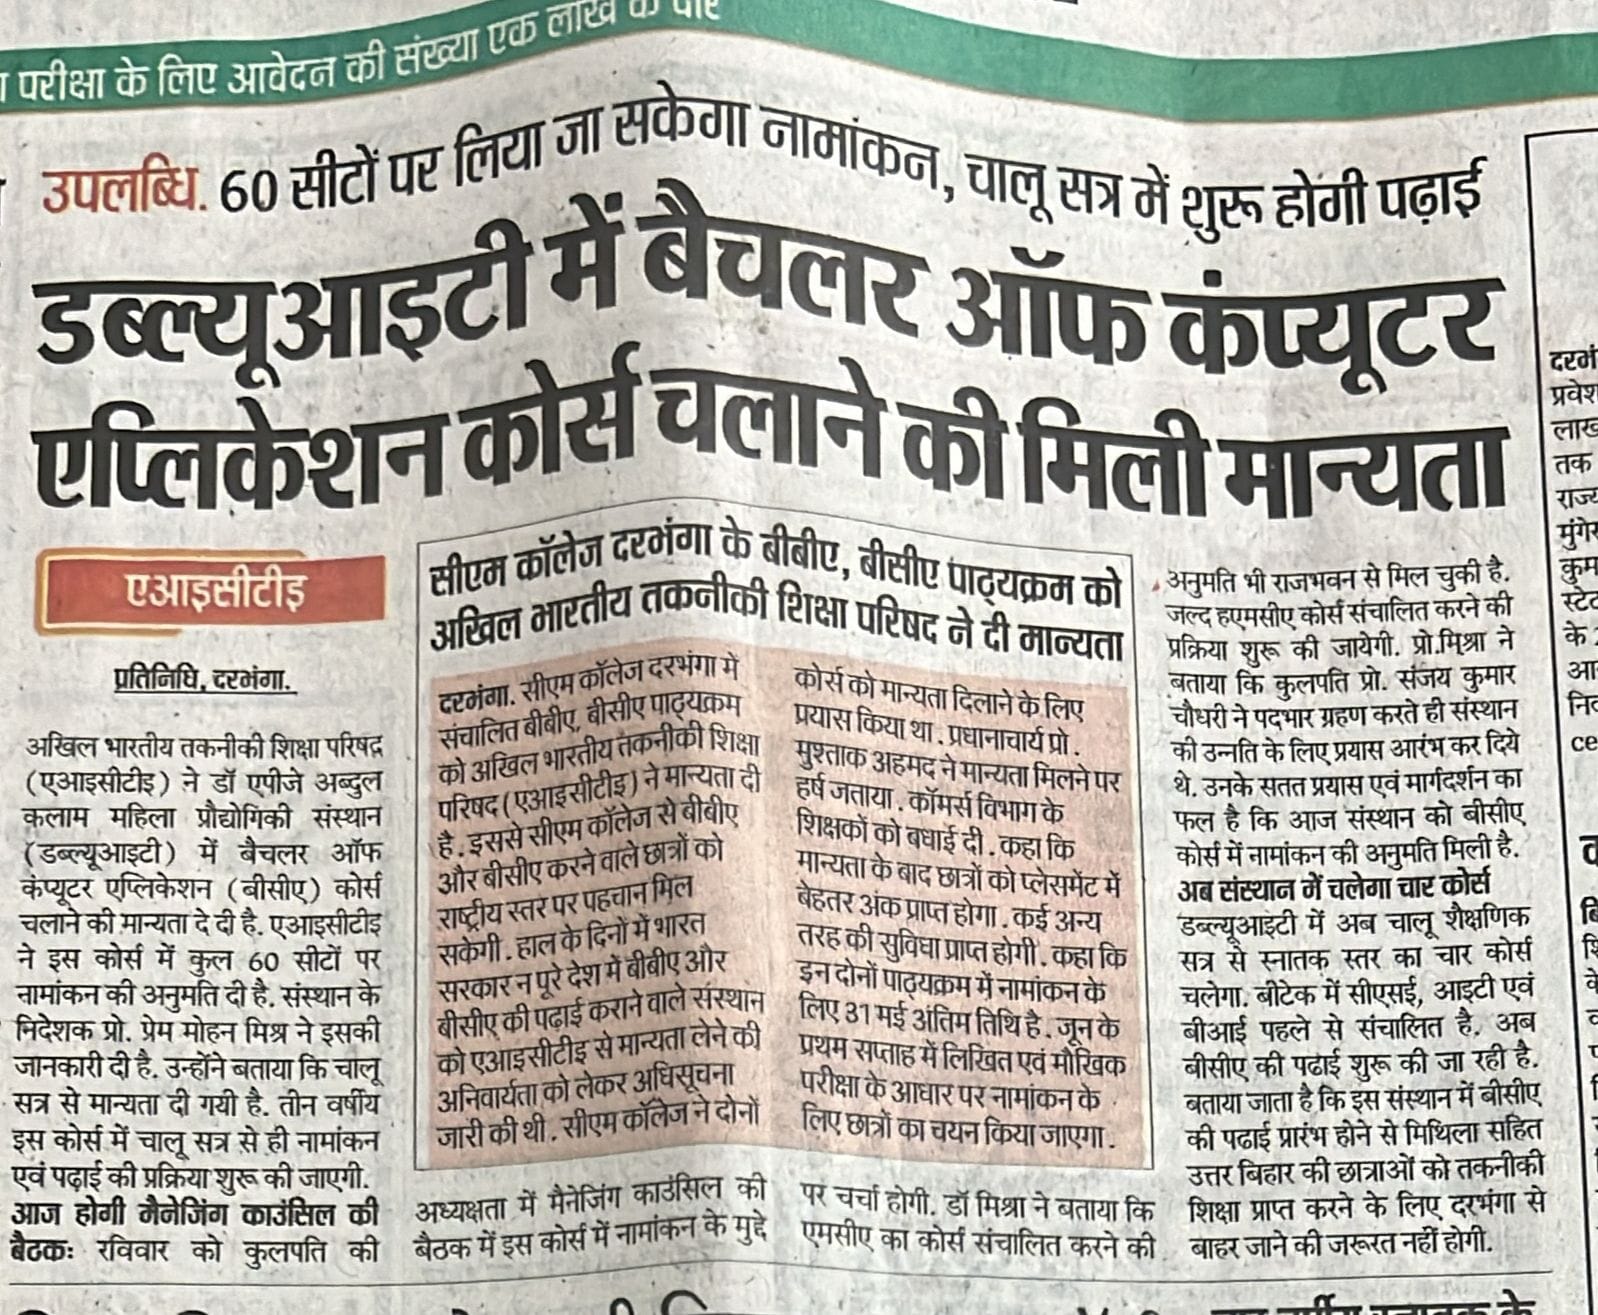 परीक्षा के लिए आवेदन की संख्या एक लाख के पार
उपलब्धि. 60 सीटों पर लिया जा सकेगा नामांकन, चालू सत्र में शुरू होगी पढ़ाई
डब्ल्यूआइटी में बैचलर ऑफ कंप्यूटर
एप्लिकेशन कोर्स चलाने की मिली मान्यता
एआइसीटीइ
प्रतिनिधि, दरभंगा.
अखिल भारतीय तकनीकी शिक्षा परिषद
(एआइसीटीइ) ने डॉ एपीजे अब्दुल
कलाम महिला प्रौद्योगिकी संस्थान
(डब्ल्यूआइटी) में बैचलर ऑफ
कंप्यूटर एप्लिकेशन (बीसीए) कोर्स
चलाने की मान्यता दे दी है. एआइसीटीइ
ने इस कोर्स में कुल 60 सीटों पर
नामांकन की अनुमति दी है. संस्थान के
निदेशक प्रो. प्रेम मोहन मिश्र ने इसकी
जानकारी दी है. उन्होंने बताया कि चालू
सत्र से मान्यता दी गयी है. तीन वर्षीय
इस कोर्स में चालू सत्र से ही नामांकन
एवं पढ़ाई की प्रक्रिया शुरू की जाएगी.
आज होगी मैनेजिंग काउंसिल की
बैठकः रविवार को कुलपति की
सीएम कॉलेज दरभंगा के बीबीए, बीसीए पाठ्यक्रम को
अखिल भारतीय तकनीकी शिक्षा परिषद ने दी मान्यता
दरभंगा. सीएम कॉलेज दरभंगा में
संचालित बीबीए, बीसीए पाठ्यक्रम
को अखिल भारतीय तकनीकी शिक्षा
परिषद (एआइसीटीइ) ने मान्यता दी
है. इससे सीएम कॉलेज से बीबीए
और बीसीए करने वाले छात्रों को
राष्ट्रीय स्तर पर पहचान मिल
सकेगी. हाल के दिनों में भारत
सरकार न पूरे देश में बीबीए और
बीसीए की पढ़ाई कराने वाले संस्थान
को एआइसीटीइ से मान्यता लेने की
अनिवार्यता को लेकर अधिसूचना
जारी की थी. सीएम कॉलेज ने दोनों
कोर्स को मान्यता दिलाने के लिए
प्रयास किया था. प्रधानाचार्य प्रो.
मुश्ताक अहमद ने मान्यता मिलने पर
हर्ष जताया. कॉमर्स विभाग के
शिक्षकों को बधाई दी. कहा कि
मान्यता के बाद छात्रों को प्लेसमेंट में
बेहतर अंक प्राप्त होगा. कई अन्य
तरह की सुविधा प्राप्त होगी. कहा कि
इन दोनों पाठ्यक्रम में नामांकन के
लिए 31 मई अंतिम तिथि है. जून के
प्रथम सप्ताह में लिखित एवं मौखिक
परीक्षा के आधार पर नामांकन के
लिए छात्रों का चयन किया जाएगा.
अध्यक्षता में मैनेजिंग काउंसिल की
बैठक में इस कोर्स में नामांकन के मुद्दे
पर चर्चा होगी. डॉ मिश्रा ने बताया कि
एमसीए का कोर्स संचालित करने की
अनुमति भी राजभवन से मिल चुकी है.
जल्द हएमसीए कोर्स संचालित करने की
प्रक्रिया शुरू की जायेगी. प्रो.मिश्रा ने
बताया कि कुलपति प्रो. संजय कुमार
चौधरी ने पदभार ग्रहण करते ही संस्थान
की उन्नति के लिए प्रयास आरंभ कर दिये
थे. उनके सतत प्रयास एवं मार्गदर्शन का
फल है कि आज संस्थान को बीसीए
कोर्स में नामांकन की अनुमति मिली है.
अब संस्थान में चलेगा चार कोर्स
डब्ल्यूआइटी में अब चालू शैक्षणिक
सत्र से स्नातक स्तर का चार कोर्स
चलेगा. बीटेक में सीएसई, आइटी एवं
बीआई पहले से संचालित है. अब
बीसीए की पढाई शुरू की जा रही है.
बताया जाता है कि इस संस्थान में बीसीए
की पढाई प्रारंभ होने से मिथिला सहित
उत्तर बिहार की छात्राओं को तकनीकी
शिक्षा प्राप्त करने के लिए दरभंगा से
बाहर जाने की जरूरत नहीं होगी.
लाख
तक
के